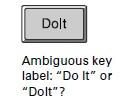 DoIt
Ambiguous key
label: “Do It” or
“DoIt”?